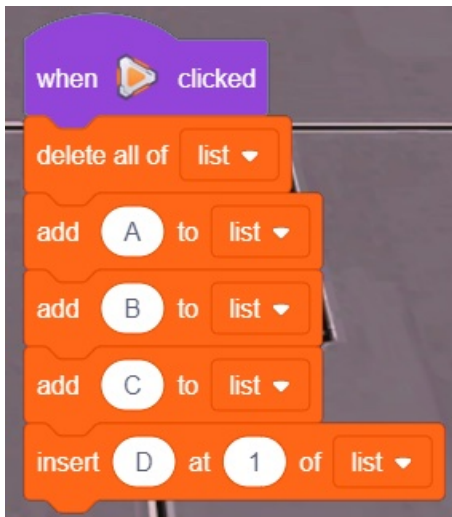 when clicked
delete all of list
add A to list
add B to list
add C to list
insert D at 1 of list